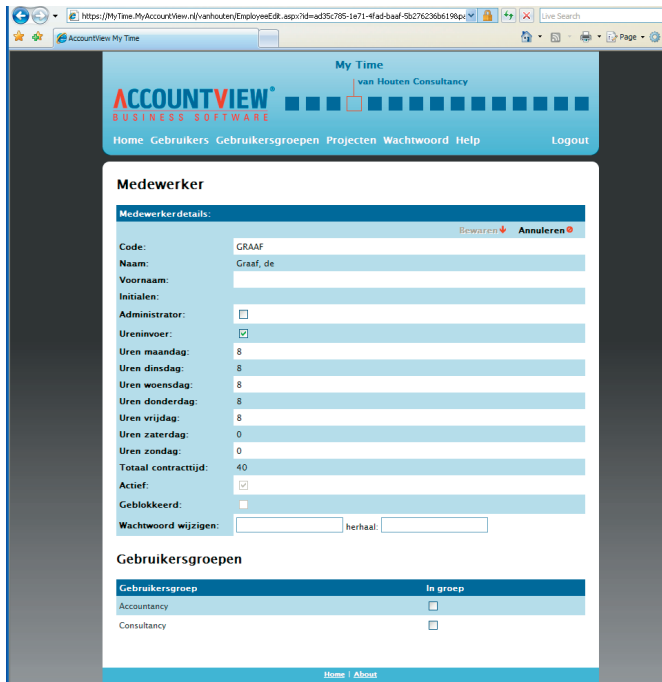 https://MyTime.MyAccountView.nl/vanhouten/EmployeeEdit.aspx?id=ad35c785-1e71-4fad-baaf-5b276236b619&pa
Live Search
AccountView My Time
Page
My Time
van Houten Consultancy
ACCOUNTVIEW®
BUSINESS SOFTWARE
Home Gebruikers Gebruikersgroepen Projecten Wachtwoord Help Logout
Medewerker
Medewerkerdetails:
Bewaren Annuleren
Code: GRAAF
Naam: Graaf, de
Voornaam:
Initialen:
Administrator:
Ureninvoer:
Uren maandag: 8
Uren dinsdag: 8
Uren woensdag: 8
Uren donderdag: 8
Uren vrijdag: 8
Uren zaterdag: 0
Uren zondag: 0
Totaal contracttijd: 40
Actief:
Geblokkeerd:
Wachtwoord wijzigen: herhaal:
Gebruikersgroepen
Gebruikersgroep In groep
Accountancy
Consultancy
Home | About